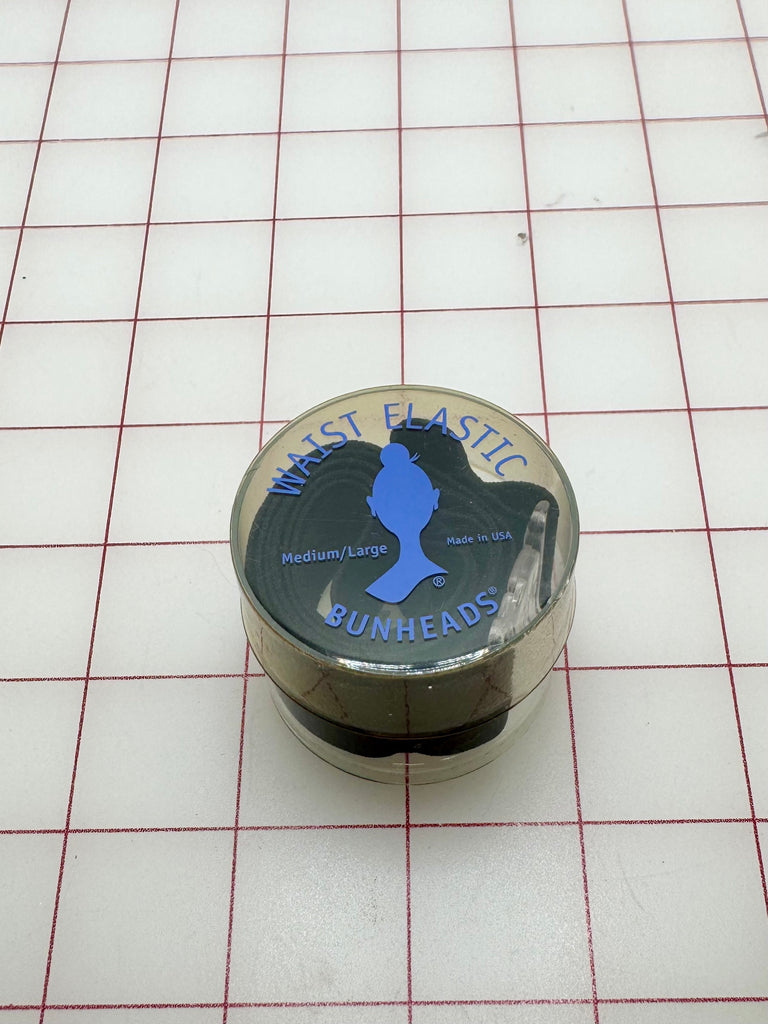 WAIST ELASTIC
Medium/Large
Made in USA
®
BUNHEADS®